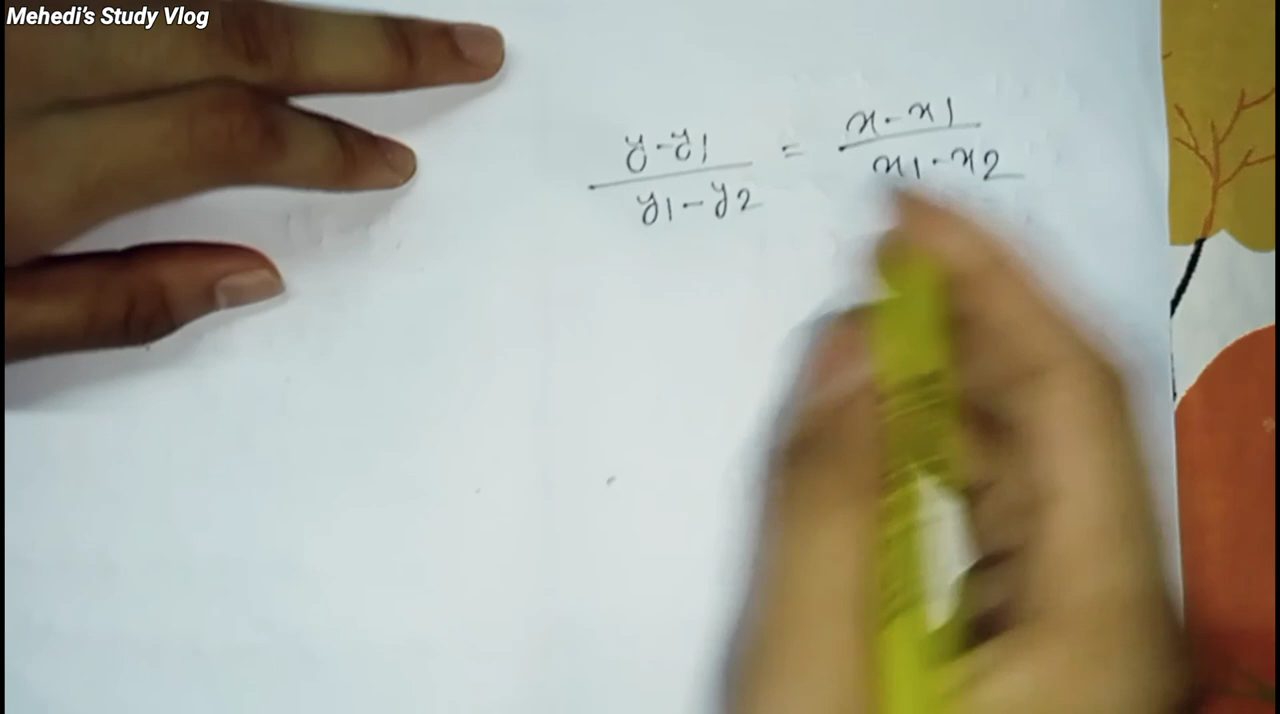 Mehedi's Study Vlog
y-y1 / y1-y2 = x-x1 / x1-x2